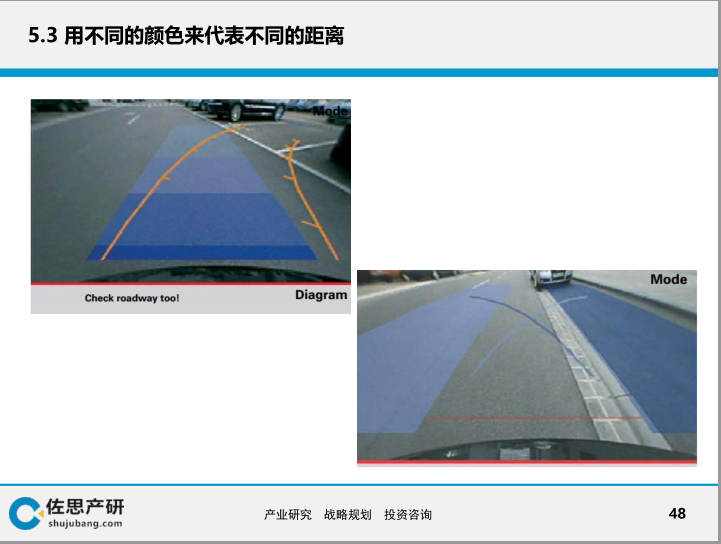 5.3 用不同的颜色来代表不同的距离
Mode
Check roadway too!
Diagram
Mode
佐思产研
shujubang.com
产业研究 战略规划 投资咨询
48